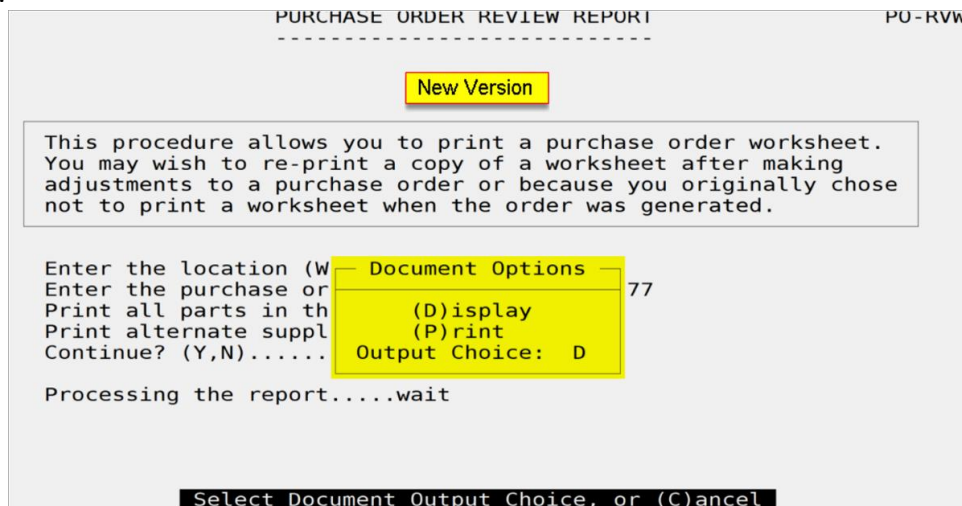 PURCHASE ORDER REVIEW REPORT PO-RVW
- - - - - - - - - - - - - - - - - - - - - - - - - - - -
New Version
This procedure allows you to print a purchase order worksheet.
You may wish to re-print a copy of a worksheet after making
adjustments to a purchase order or because you originally chose
not to print a worksheet when the order was generated.
Enter the location (W Document Options
Enter the purchase or 77
Print all parts in th (D)isplay
Print alternate suppl (P)rint
Continue? (Y,N)...... Output Choice: D
Processing the report.....wait
Select Document Output Choice, or (C)ancel